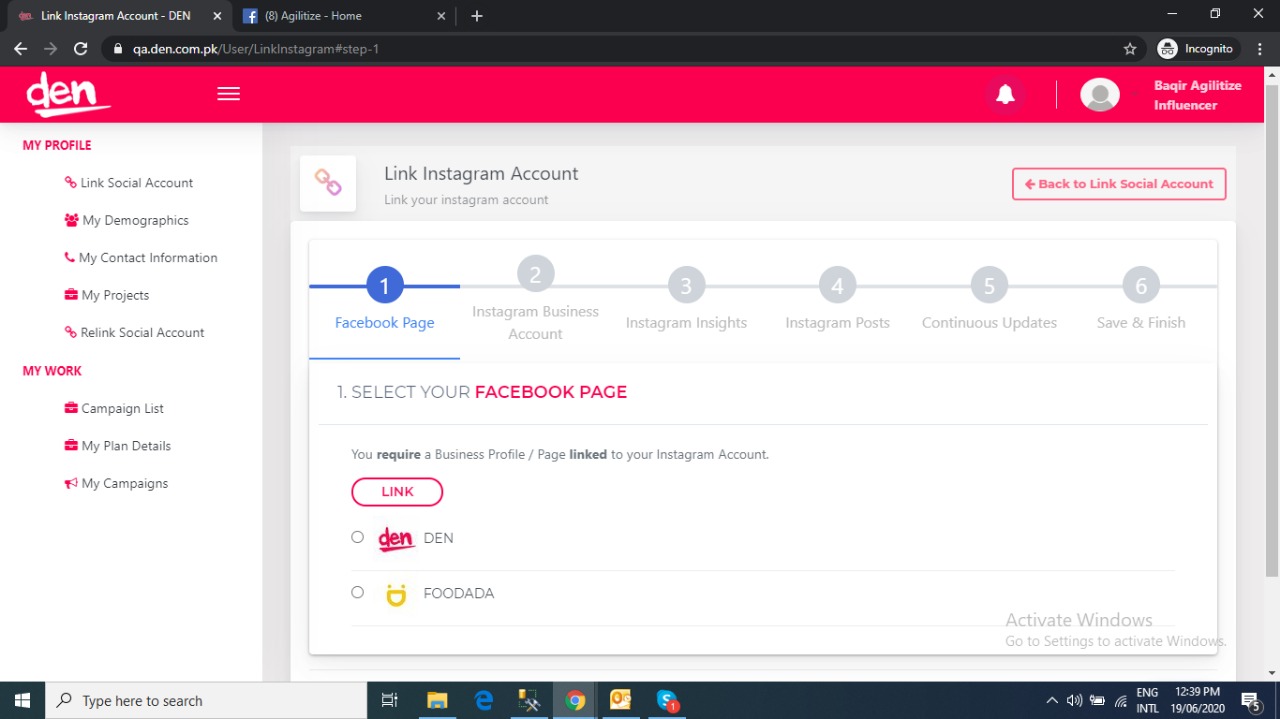 Link Instagram Account - DEN
(8) Agilitize - Home
qa.den.com.pk/User/LinkInstagram#step-1
Incognito
den
Baqir Agilitize
Influencer
MY PROFILE
Link Social Account
My Demographics
My Contact Information
My Projects
Relink Social Account
MY WORK
Campaign List
My Plan Details
My Campaigns
Link Instagram Account
Link your instagram account
Back to Link Social Account
1
Facebook Page
2
Instagram Business
Account
3
Instagram Insights
4
Instagram Posts
5
Continuous Updates
6
Save & Finish
1. SELECT YOUR FACEBOOK PAGE
You require a Business Profile / Page linked to your Instagram Account.
LINK
den DEN
FOODADA
Activate Windows
Go to Settings to activate Windows.
Type here to search
1
ENG
INTL
12:39 PM
19/06/2020
5